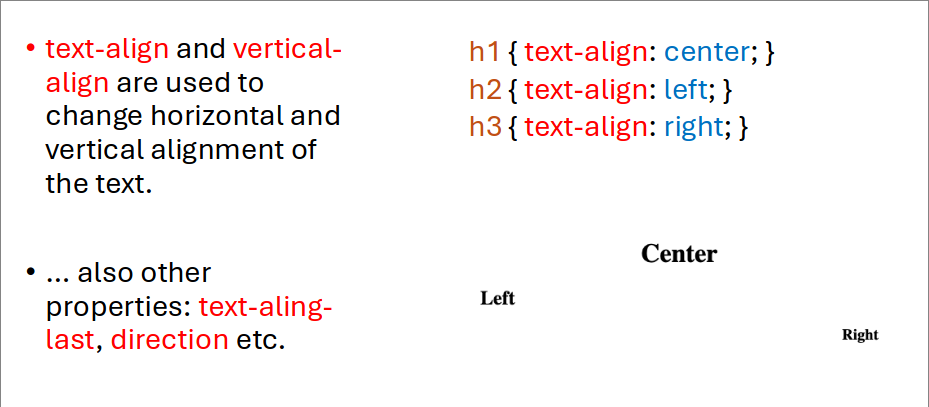 • text-align and vertical-
align are used to
change horizontal and
vertical alignment of
the text.
• ... also other
properties: text-aling-
last, direction etc.
h1 { text-align: center; }
h2 { text-align: left; }
h3 { text-align: right; }
Center
Left
Right